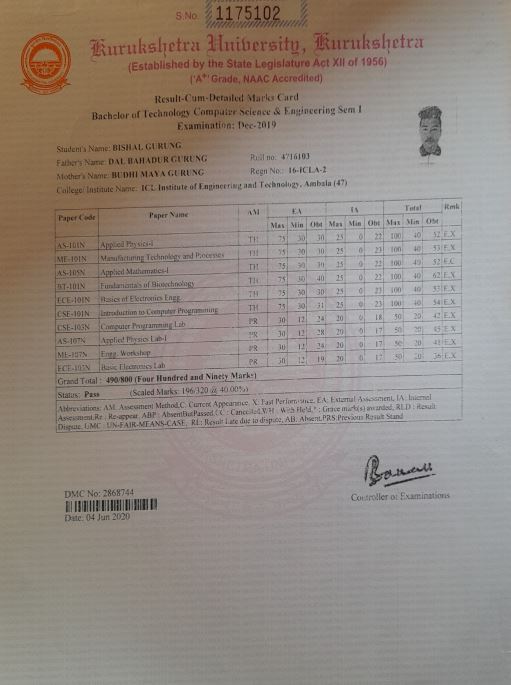 S.No. 1175102
Kurukshetra University, Kurukshetra
(Established by the State Legislature Act XII of 1956)
('A+' Grade, NAAC Accredited)
Result-Cum-Detailed Marks Card
Bachelor of Technology Computer Science & Engineering Sem I
Examination: Dec-2019
Student's Name: BISHAL GURUNG
Father's Name: DAL BAHADUR GURUNG Roll no: 4716103
Mother's Name: BUDHI MAYA GURUNG Regn No.: 16-ICLA-2
College/Institute Name: ICL Institute of Engineering and Technology, Ambala (47)
Paper Code Paper Name AM EA IA Total Rmk
Max Min Obt Max Min Obt Max Min Obt
AS-101N Applied Physics-I TH 75 30 30 25 0 22 100 40 52 E.X
ME-101N Manufacturing Technology and Processes TH 75 30 30 25 0 23 100 40 53 E.X
AS-105N Applied Mathematics-I TH 75 30 30 25 0 22 100 40 52 E.C
BT-101N Fundamentals of Biotechnology TH 75 30 40 25 0 22 100 40 62 E.X
ECE-101N Basics of Electronics Engg. TH 75 30 30 25 0 23 100 40 53 E.X
CSE-101N Introduction to Computer Programming TH 75 30 31 25 0 23 100 40 54 E.X
CSE-103N Computer Programming Lab PR 30 12 24 20 0 18 50 20 42 E.X
AS-107N Applied Physics Lab-I PR 30 12 28 20 0 17 50 20 45 E.X
ME-107N Engg. Workshop PR 30 12 24 20 0 17 50 20 41 E.X
ECE-103N Basic Electronics Lab PR 30 12 19 20 0 17 50 20 36 E.X
Grand Total : 490/800 (Four Hundred and Ninety Marks)
Status: Pass (Scaled Marks: 196/320 @ 40.00%)
Abbreviations: AM: Assessment Method,C: Current Appearance, X: Past Performance, EA: External Assessment, IA: Internal
Assessment,Re: Re-appear, ABP : AbsentButPassed,CC : Cancelled,WH : With Held,* : Grace mark(s) awarded, RLD : Result
Dispute, UMC : UN-FAIR-MEANS-CASE, RL: Result Late due to dispute, AB: Absent,PRS:Previous Result Stand
DMC No: 2868744
Controller of Examinations
Date: 04 Jun 2020